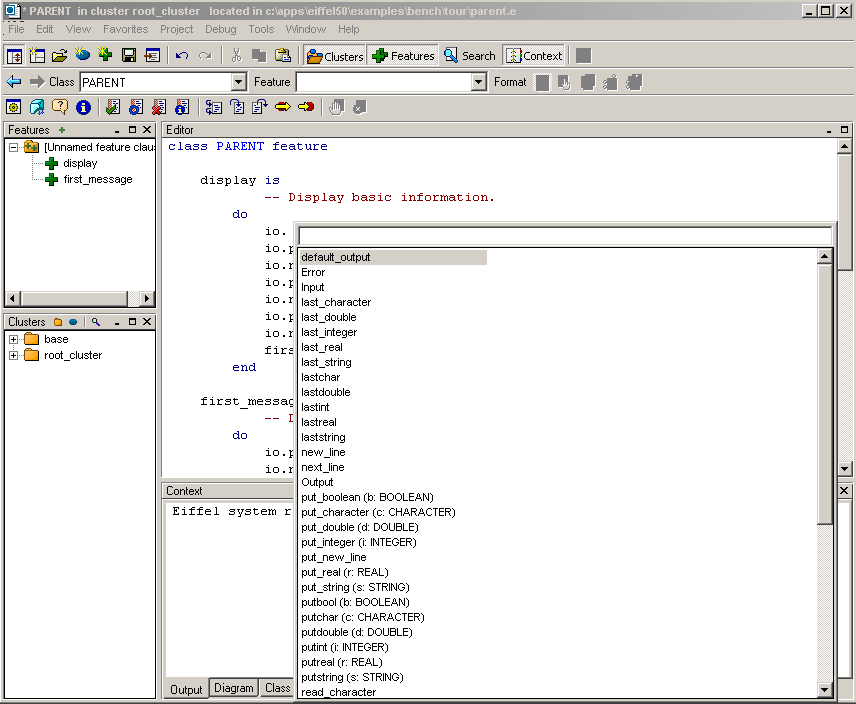 * PARENT in cluster root_cluster located in c:\apps\eiffel50\examples\bench\tour\parent.e
File Edit View Favorites Project Debug Tools Window Help
Clusters Features Search Context
Class PARENT Feature Format
Features
[Unnamed feature clau
display
first_message
Clusters
base
root_cluster
Editor
class PARENT feature
display is
-- Display basic information.
do
io.
io.p
io.r
io.p
io.r
io.p
io.r
firs
end
first_messag
-- D
do
io.p
io.r
default_output
Error
Input
last_character
last_double
last_integer
last_real
last_string
lastchar
lastdouble
lastint
lastreal
laststring
new_line
next_line
Output
put_boolean (b: BOOLEAN)
put_character (c: CHARACTER)
put_double (d: DOUBLE)
put_integer (i: INTEGER)
put_new_line
put_real (r: REAL)
put_string (s: STRING)
putbool (b: BOOLEAN)
putchar (c: CHARACTER)
putdouble (d: DOUBLE)
putint (i: INTEGER)
putreal (r: REAL)
putstring (s: STRING)
read_character
Context
Eiffel system r
Output Diagram Class